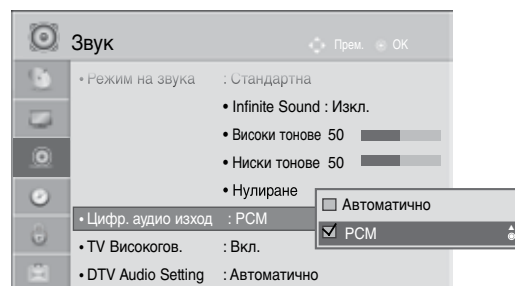 Звук
Прем. OK
• Режим на звука : Стандартна
• Infinite Sound : Изкл.
• Високи тонове 50
• Ниски тонове 50
• Нулиране
Автоматично
• Цифр. аудио изход : PCM
PCM
• TV Високогов. : Вкл.
• DTV Audio Setting : Автоматично